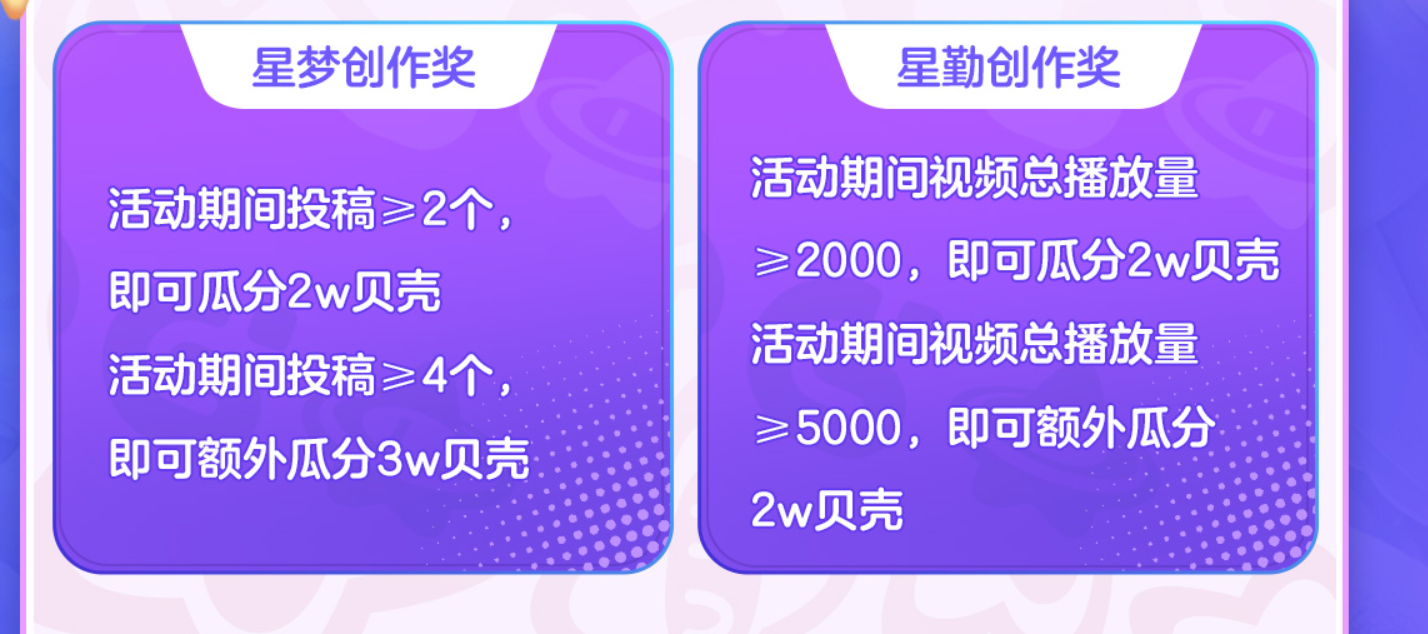 星梦创作奖
活动期间投稿≥2个，
即可瓜分2w贝壳
活动期间投稿≥4个，
即可额外瓜分3w贝壳
星勤创作奖
活动期间视频总播放量
≥2000，即可瓜分2w贝壳
活动期间视频总播放量
≥5000，即可额外瓜分
2w贝壳